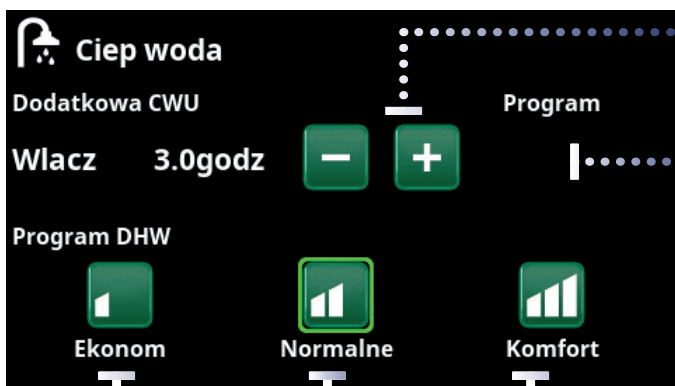 Ciep woda
Dodatkowa CWU Program
Wlacz 3.0godz − +
Program DHW
Ekonom Normalne Komfort